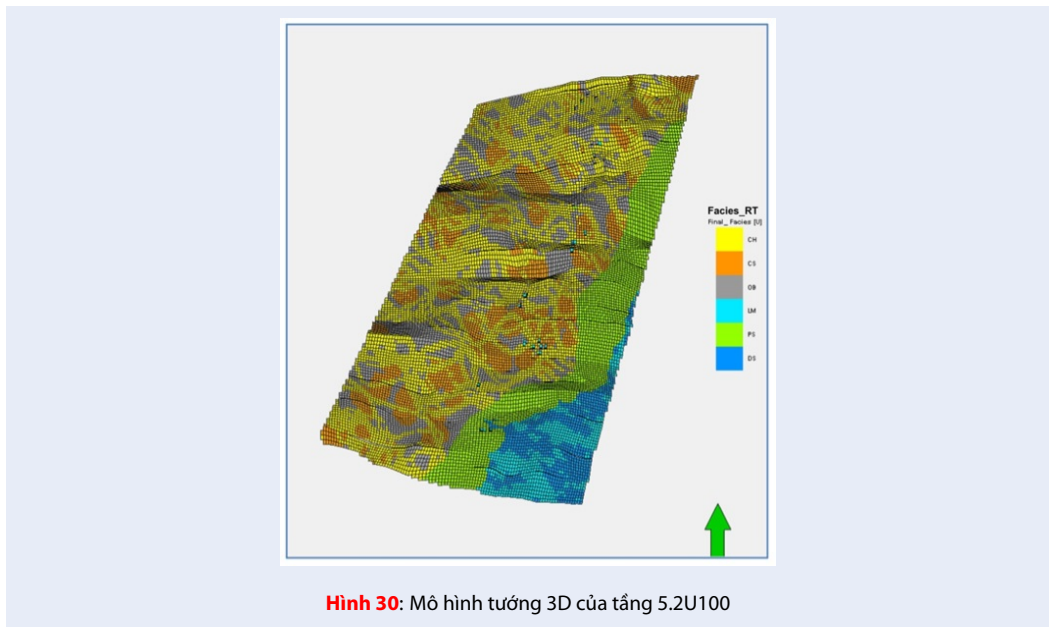 Facies_RT
Final_ Facies [U]
CH
CS
OB
LM
PS
DS
Hình 30: Mô hình tướng 3D của tầng 5.2U100